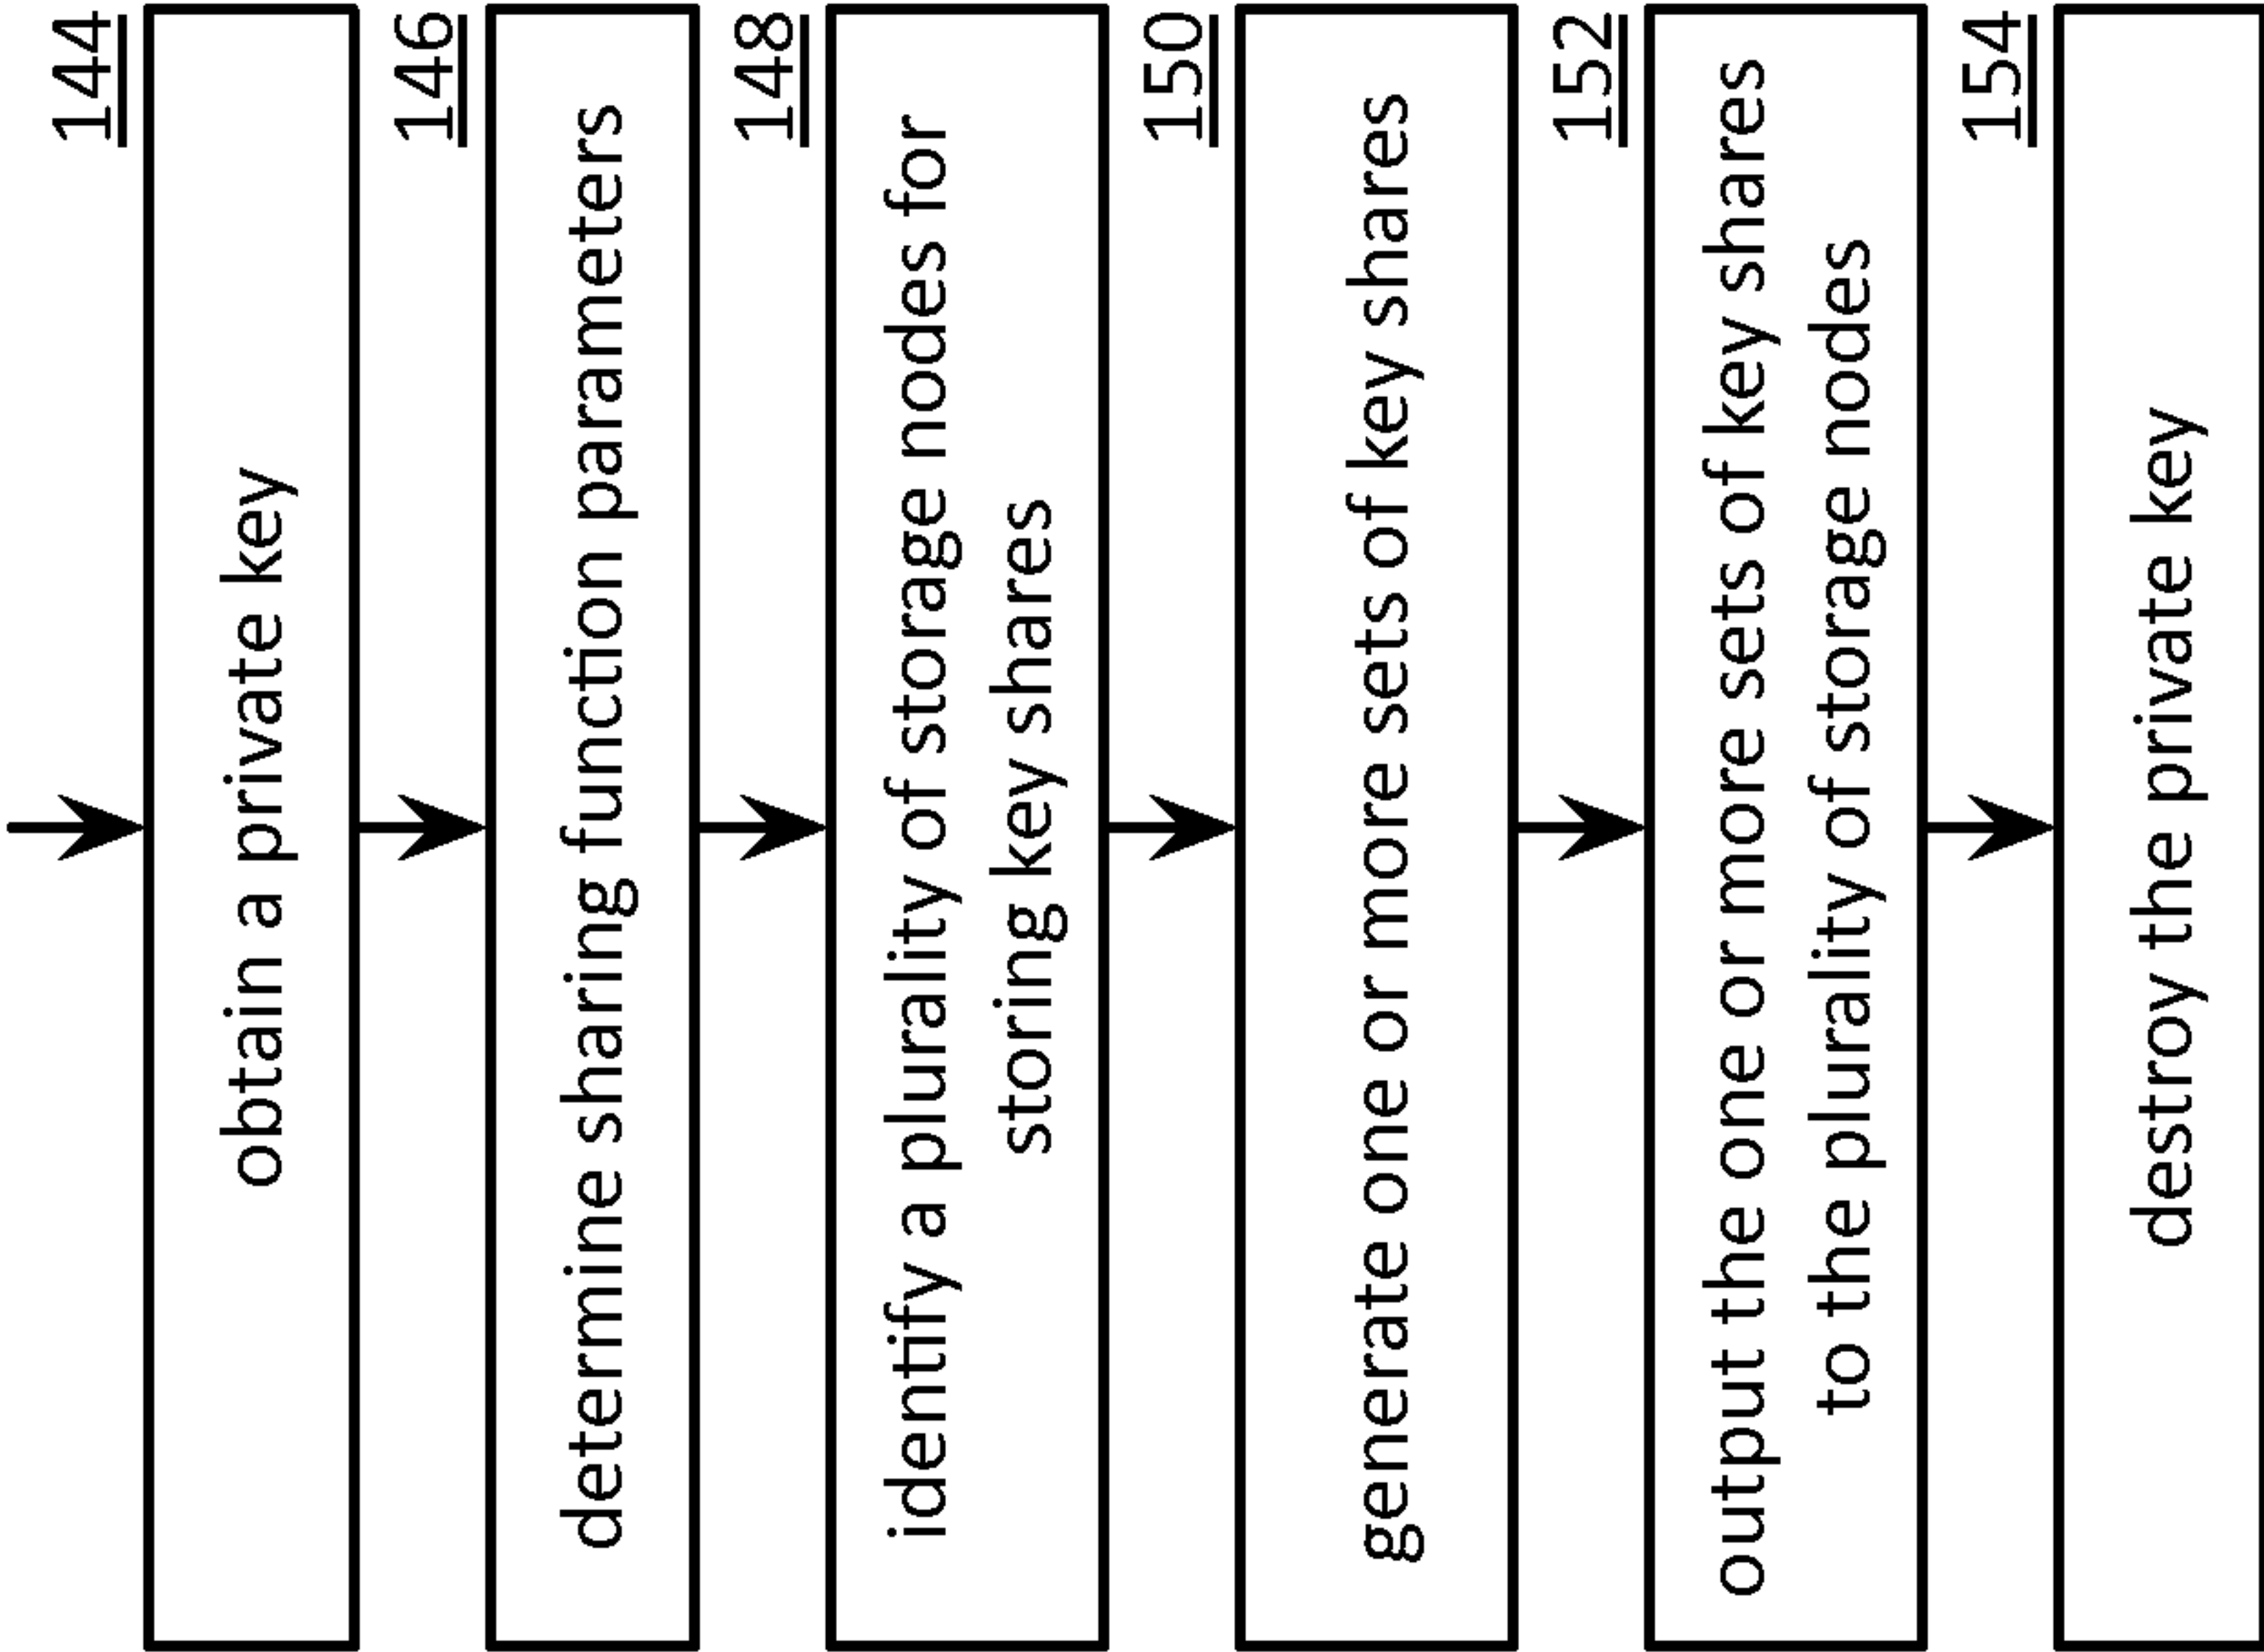 144
obtain a private key
146
determine sharing function parameters
148
identify a plurality of storage nodes for
storing key shares
150
generate one or more sets of key shares
152
output the one or more sets of key shares
to the plurality of storage nodes
154
destroy the private key